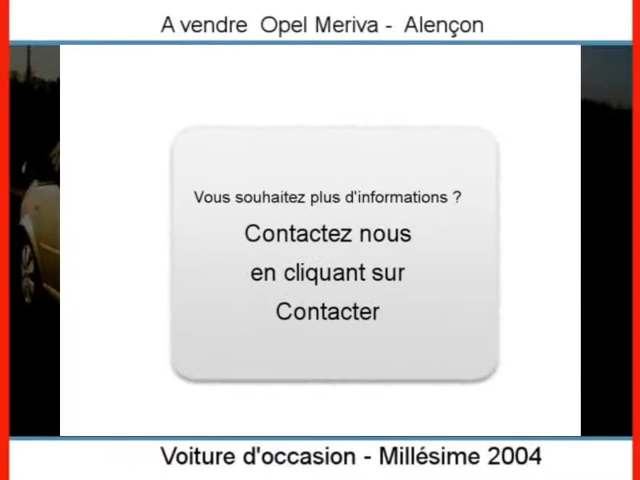 A vendre Opel Meriva - Alençon
Vous souhaitez plus d'informations ?
Contactez nous
en cliquant sur
Contacter
Voiture d'occasion - Millésime 2004